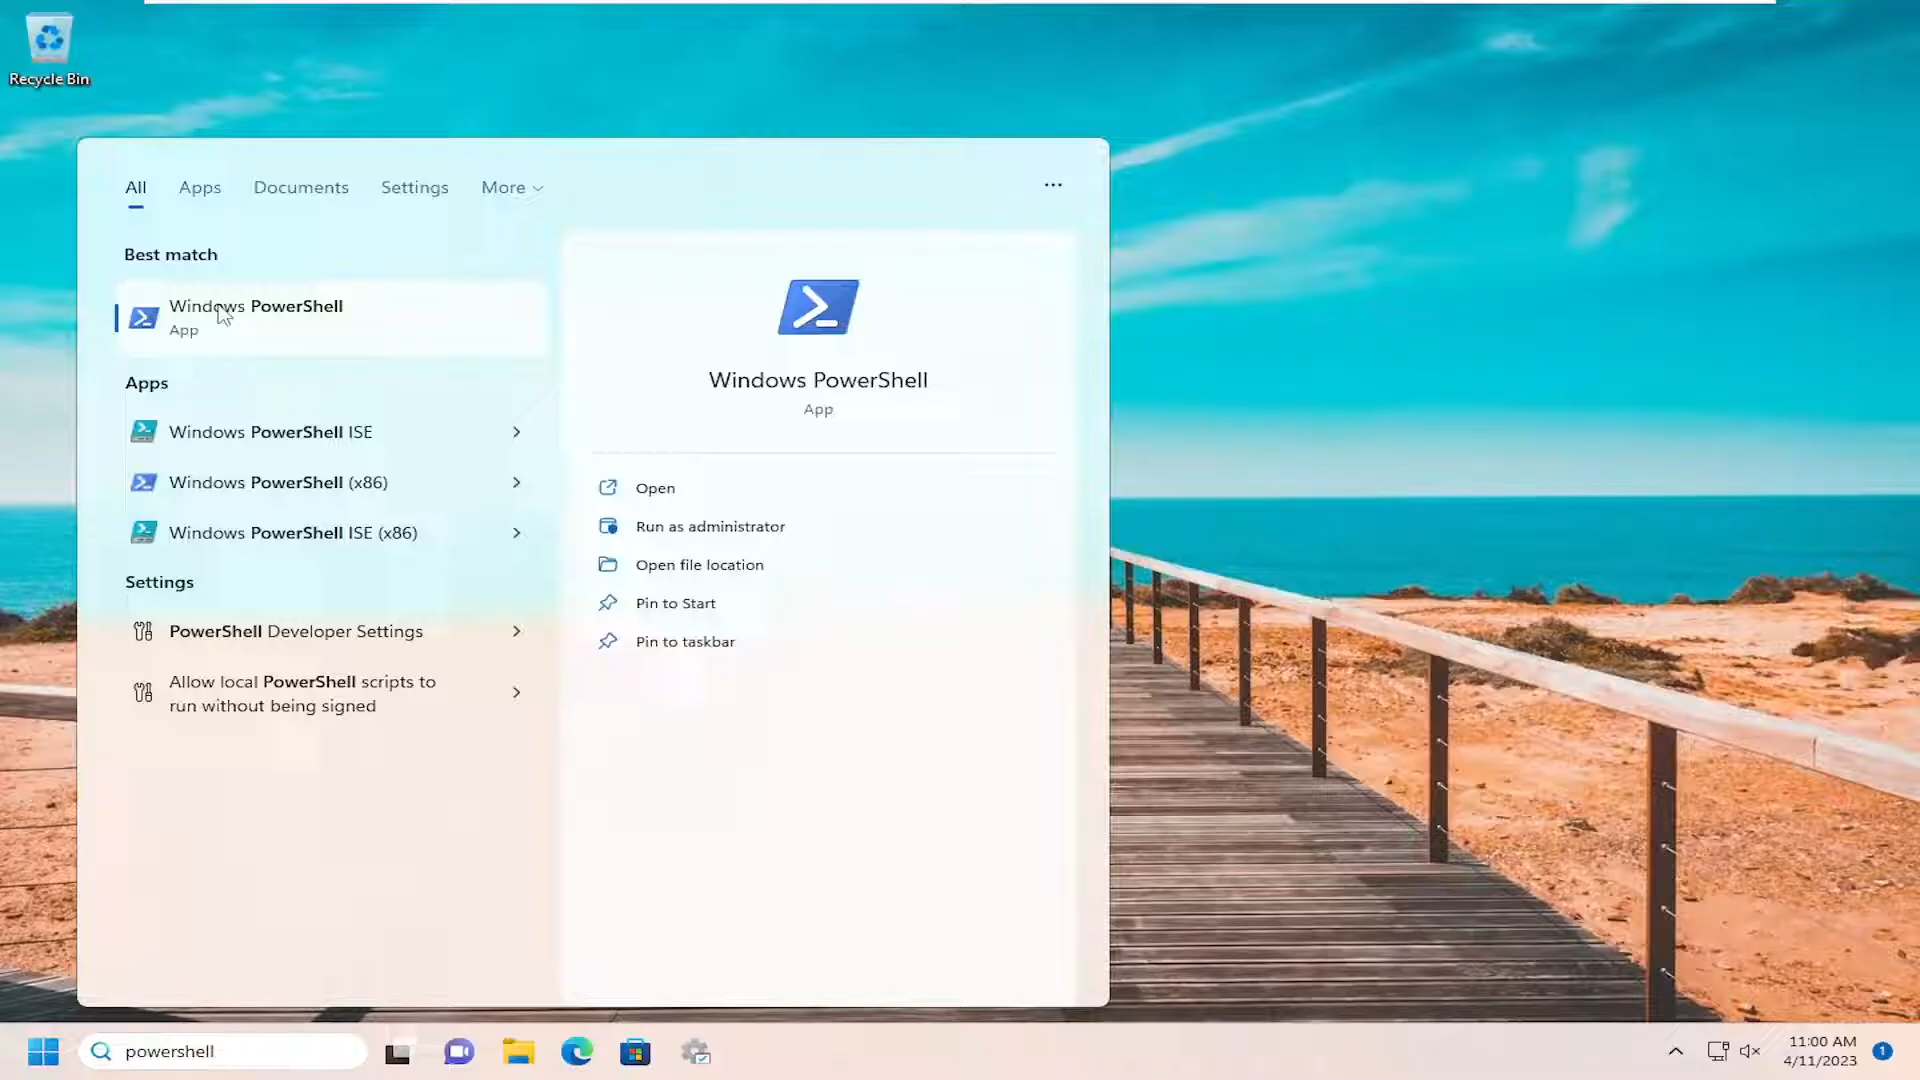 Recycle Bin
All Apps Documents Settings More
Best match
Windows PowerShell
App
Apps
Windows PowerShell ISE
Windows PowerShell (x86)
Windows PowerShell ISE (x86)
Settings
PowerShell Developer Settings
Allow local PowerShell scripts to
run without being signed
Windows PowerShell
App
Open
Run as administrator
Open file location
Pin to Start
Pin to taskbar
powershell
11:00 AM
4/11/2023
1